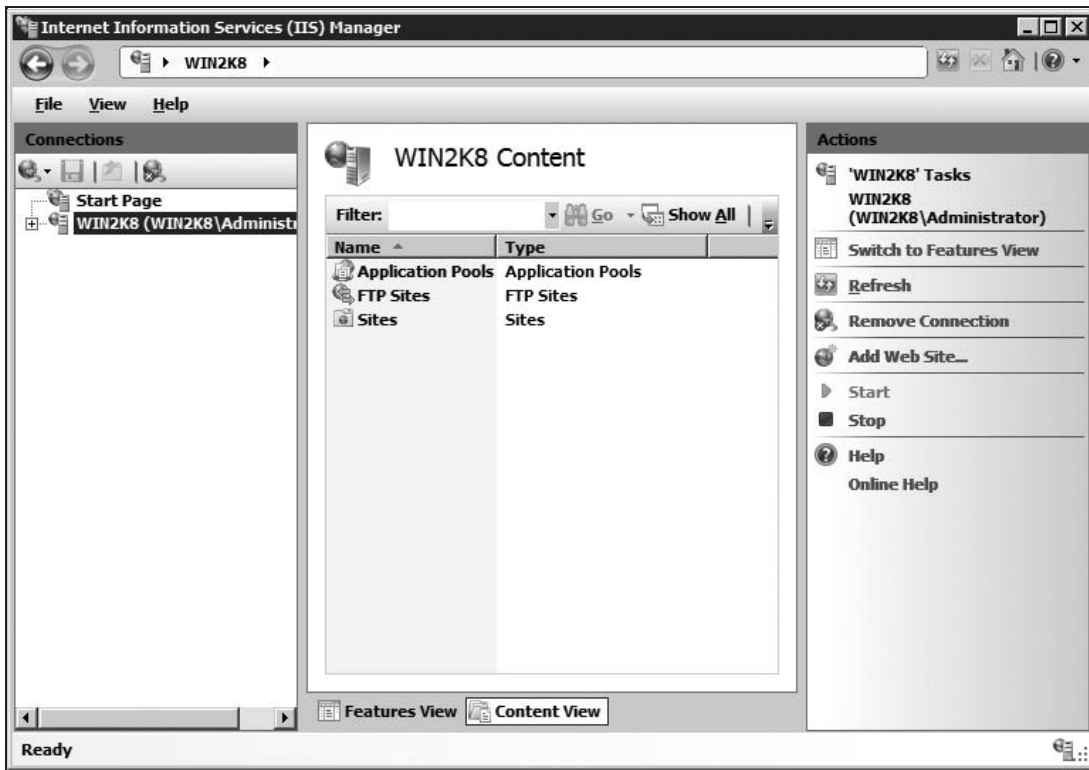 Internet Information Services (IIS) Manager
WIN2K8
File View Help
Connections
Start Page
WIN2K8 (WIN2K8\Administr
WIN2K8 Content
Filter: Go Show All
Name Type
Application Pools Application Pools
FTP Sites FTP Sites
Sites Sites
Features View Content View
Actions
'WIN2K8' Tasks
WIN2K8
(WIN2K8\Administrator)
Switch to Features View
Refresh
Remove Connection
Add Web Site...
Start
Stop
Help
Online Help
Ready